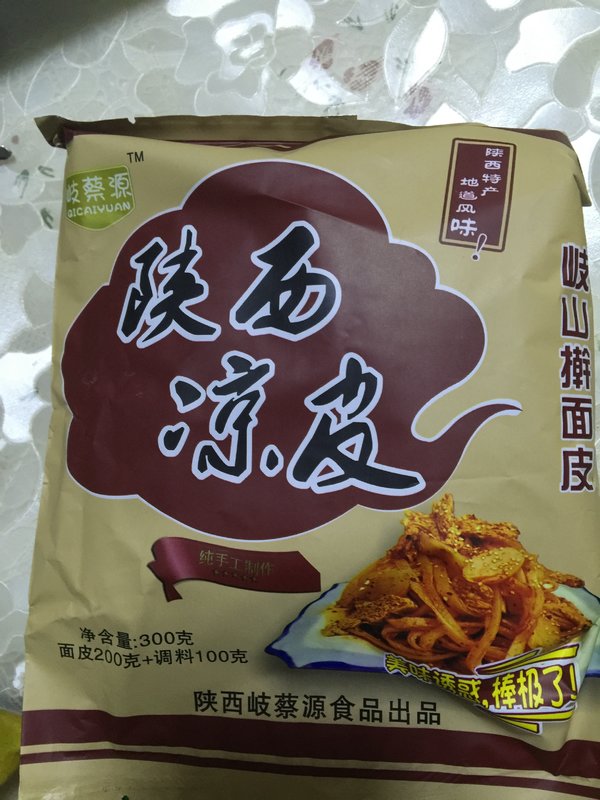 岐蔡源
TM
QICAIYUAN
陕西特产
地道风味!
陕西
凉皮
岐山擀面皮
纯手工制作
净含量:300克
面皮200克+调料100克
美味诱惑,棒极了!
陕西岐蔡源食品出品